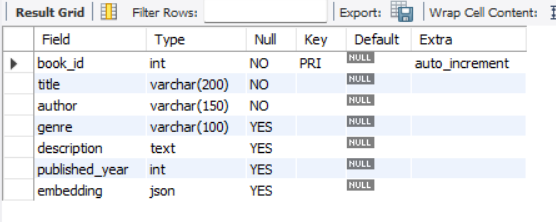 Result Grid Filter Rows: Export: Wrap Cell Content:
Field Type Null Key Default Extra
book_id int NO PRI NULL auto_increment
title varchar(200) NO NULL
author varchar(150) NO NULL
genre varchar(100) YES NULL
description text YES NULL
published_year int YES NULL
embedding json YES NULL